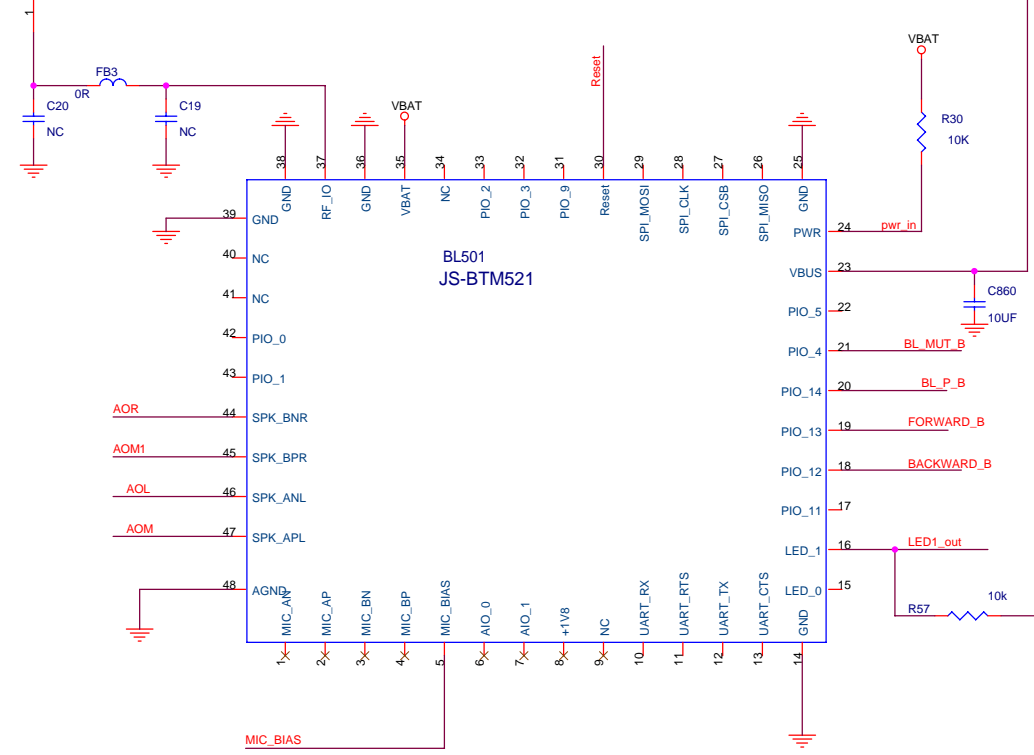 1
FB3
0R
C20
NC
C19
NC
VBAT
Reset
VBAT
R30
10K
38
37
36
35
34
33
32
31
30
29
28
27
26
25
GND
RF_IO
GND
VBAT
NC
PIO_2
PIO_3
PIO_9
Reset
SPI_MOSI
SPI_CLK
SPI_CSB
SPI_MISO
GND
BL501
JS-BTM521
39 GND
40 NC
41 NC
42 PIO_0
43 PIO_1
AOR 44 SPK_BNR
AOM1 45 SPK_BPR
AOL 46 SPK_ANL
AOM 47 SPK_APL
48 AGND
PWR 24 pwr_in
VBUS 23
C860
10UF
PIO_5 22
PIO_4 21 BL_MUT_B
PIO_14 20 BL_P_B
PIO_13 19 FORWARD_B
PIO_12 18 BACKWARD_B
PIO_11 17
LED_1 16 LED1_out
LED_0 15
R57
10k
MIC_AN
MIC_AP
MIC_BN
MIC_BP
MIC_BIAS
AIO_0
AIO_1
+1V8
NC
UART_RX
UART_RTS
UART_TX
UART_CTS
GND
1
2
3
4
5
6
7
8
9
10
11
12
13
14
MIC_BIAS